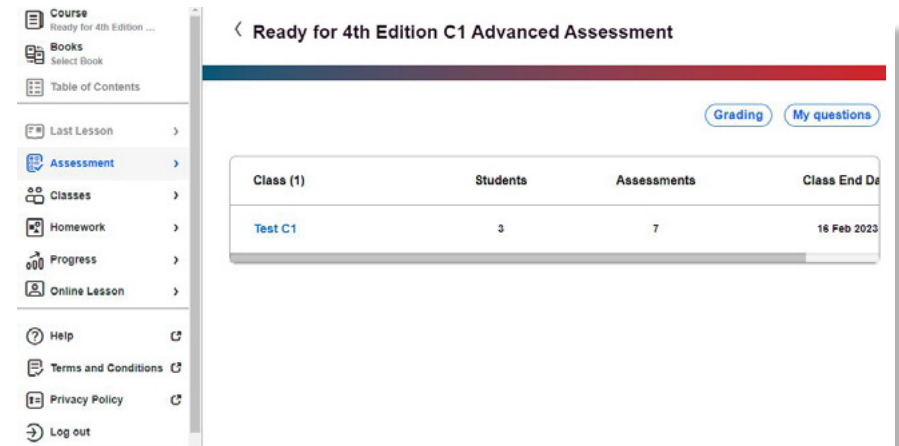 Course
Ready for 4th Edition ...
Books
Select Book
Table of Contents
Last Lesson
Assessment
Classes
Homework
Progress
Online Lesson
Help
Terms and Conditions
Privacy Policy
Log out
Ready for 4th Edition C1 Advanced Assessment
Grading My questions
Class (1) Students Assessments Class End Da
Test C1 3 7 16 Feb 2023